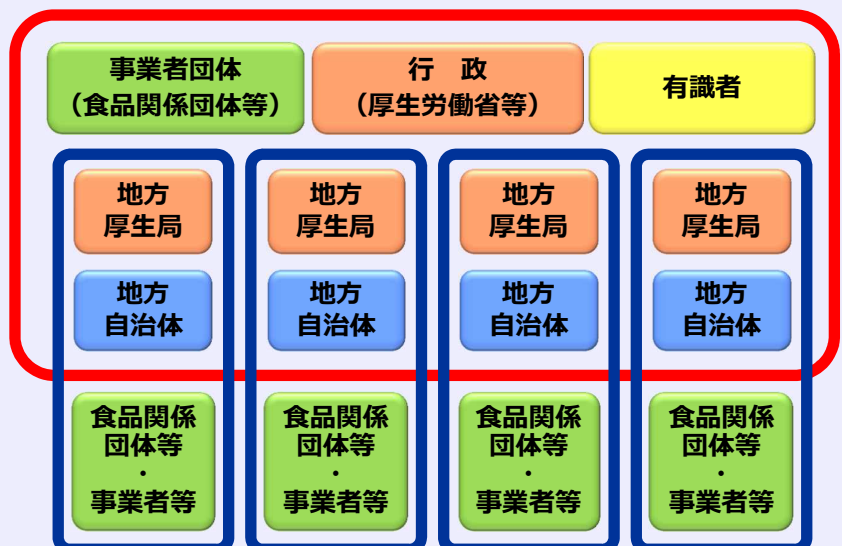 事業者団体
（食品関係団体等）
行　政
（厚生労働省等）
有識者
地方
厚生局
地方
厚生局
地方
厚生局
地方
厚生局
地方
自治体
地方
自治体
地方
自治体
地方
自治体
食品関係
団体等
・
事業者等
食品関係
団体等
・
事業者等
食品関係
団体等
・
事業者等
食品関係
団体等
・
事業者等